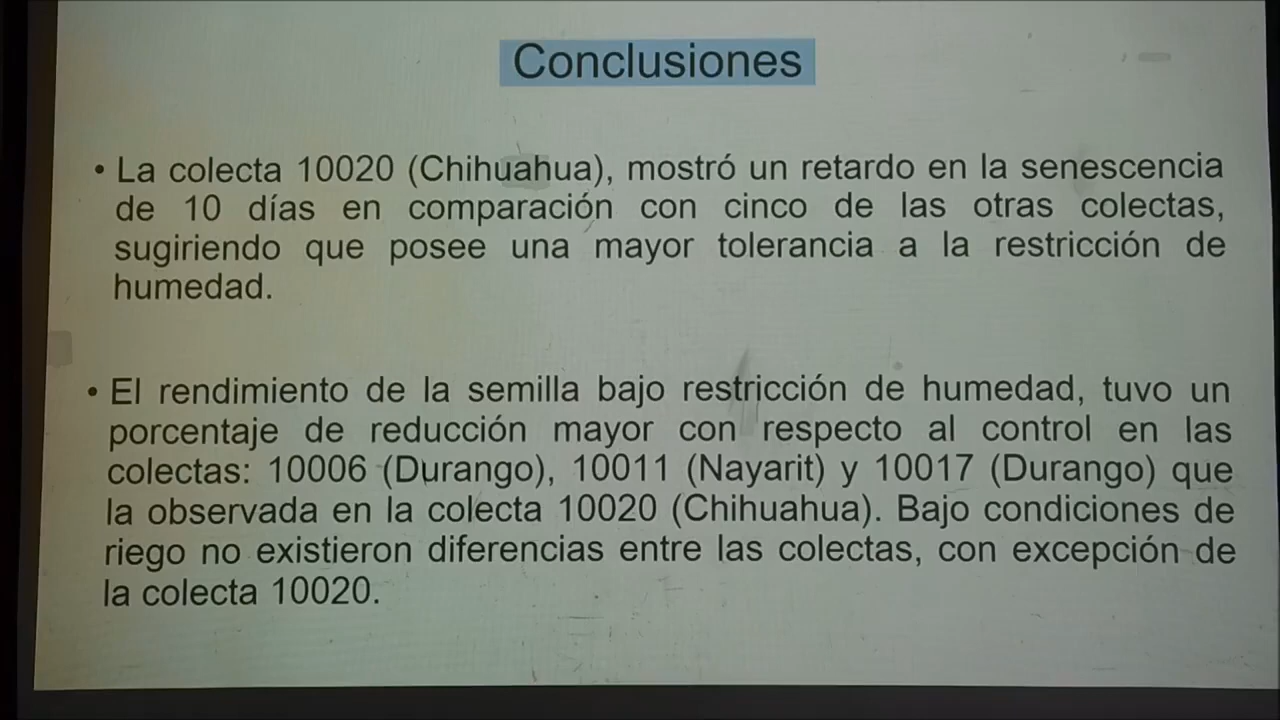 Conclusiones
• La colecta 10020 (Chihuahua), mostró un retardo en la senescencia
de 10 días en comparación con cinco de las otras colectas,
sugiriendo que posee una mayor tolerancia a la restricción de
humedad.
• El rendimiento de la semilla bajo restricción de humedad, tuvo un
porcentaje de reducción mayor con respecto al control en las
colectas: 10006 (Durango), 10011 (Nayarit) y 10017 (Durango) que
la observada en la colecta 10020 (Chihuahua). Bajo condiciones de
riego no existieron diferencias entre las colectas, con excepción de
la colecta 10020.